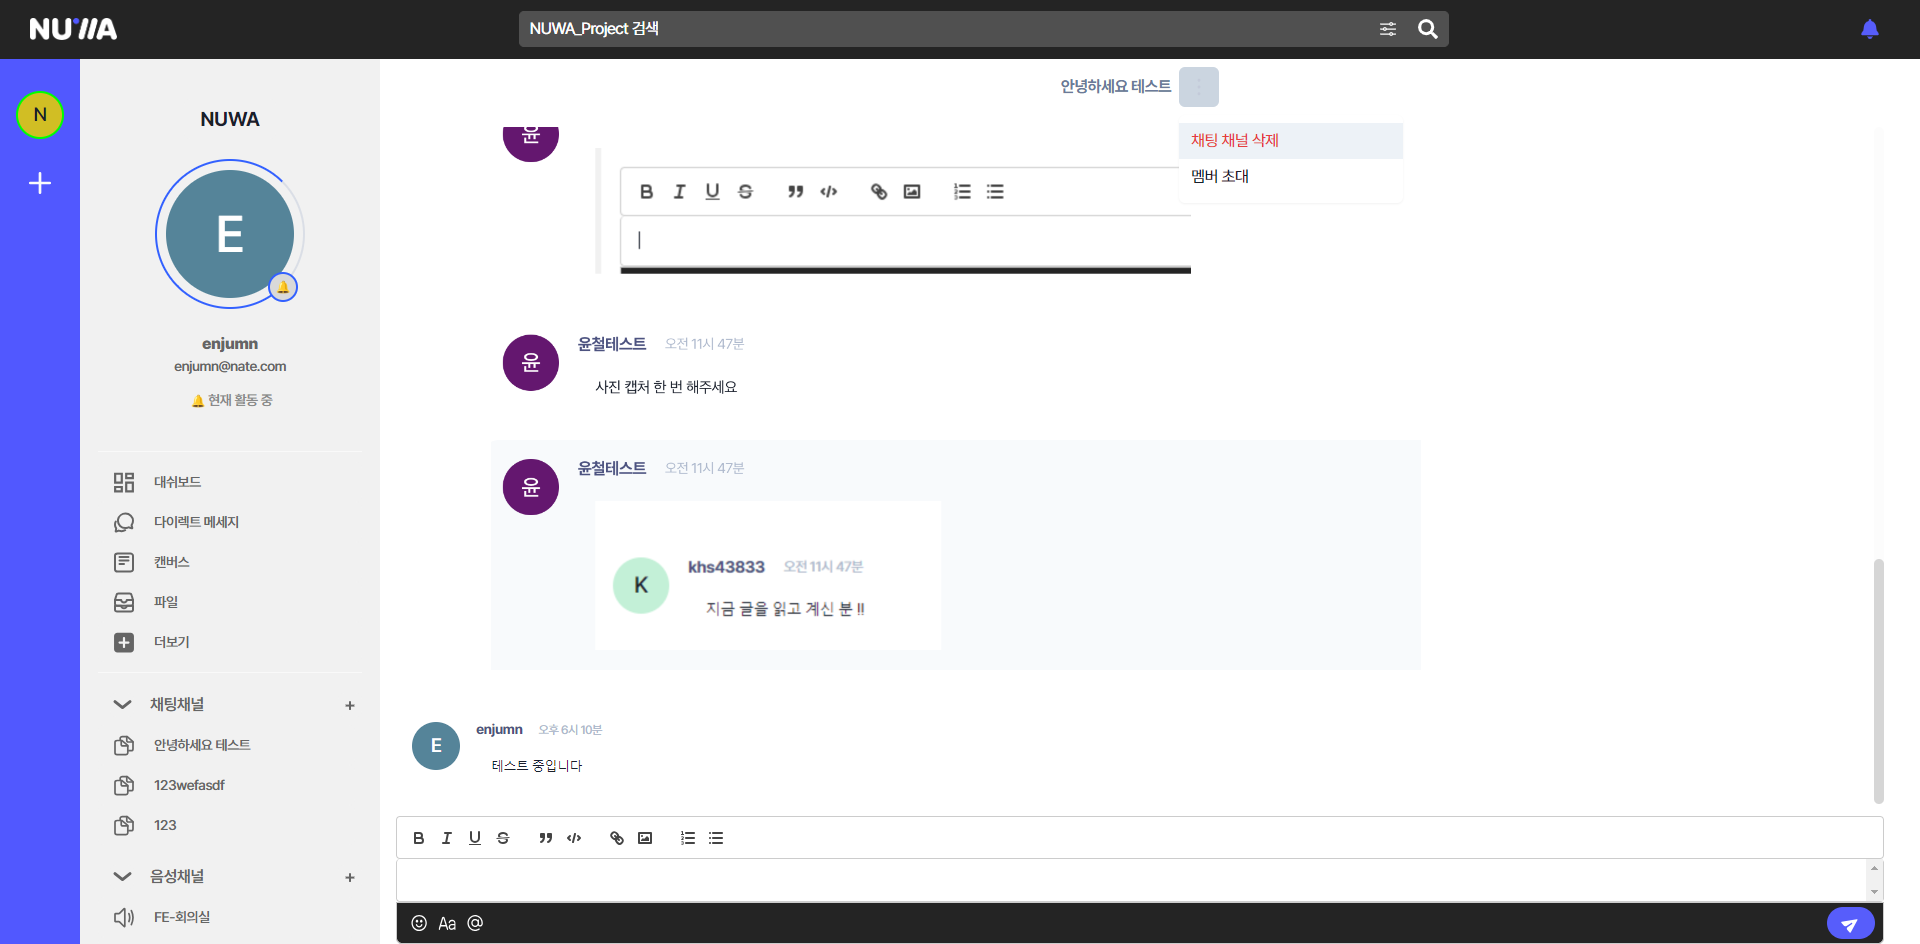 NUWA
NUWA_Project 검색
N
NUWA
E
enjumn
enjumn@nate.com
현재 활동 중
대쉬보드
다이렉트 메세지
캔버스
파일
더보기
채팅채널
+
안녕하세요 테스트
123wefasdf
123
음성채널
+
FE-회의실
안녕하세요 테스트
채팅 채널 삭제
멤버 초대
윤
B I U S
윤
윤철테스트 오전 11시 47분
사진 캡처 한 번 해주세요
윤
윤철테스트 오전 11시 47분
K
khs43833 오전 11시 47분
지금 글을 읽고 계신 분 !!
E
enjumn 오후 6시 10분
테스트 중입니다
B I U S
Aa @